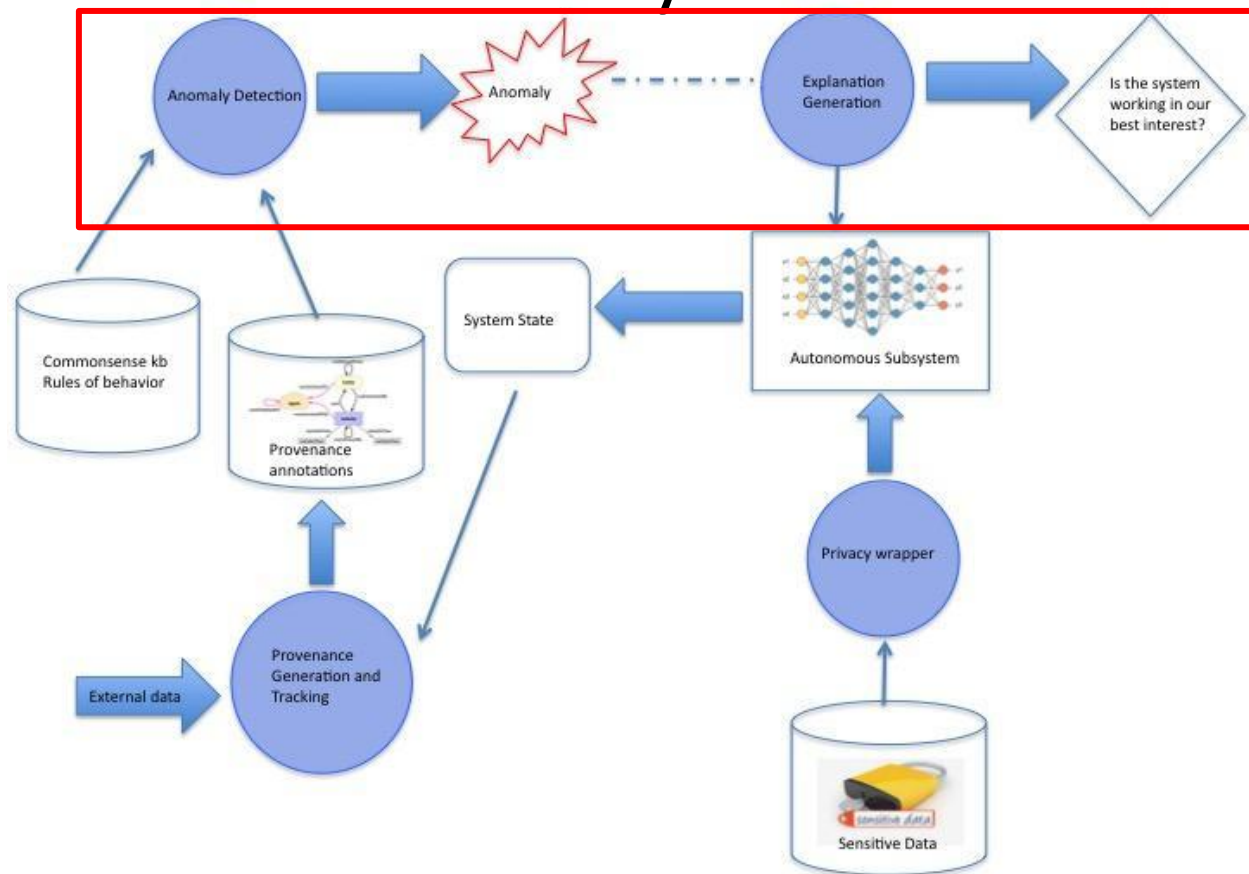 Anomaly Detection
Anomaly
Explanation
Generation
Is the system
working in our
best interest?
Commonsense kb
Rules of behavior
Provenance
annotations
System State
Autonomous Subsystem
Privacy wrapper
Provenance
Generation and
Tracking
External data
sensitive data
Sensitive Data